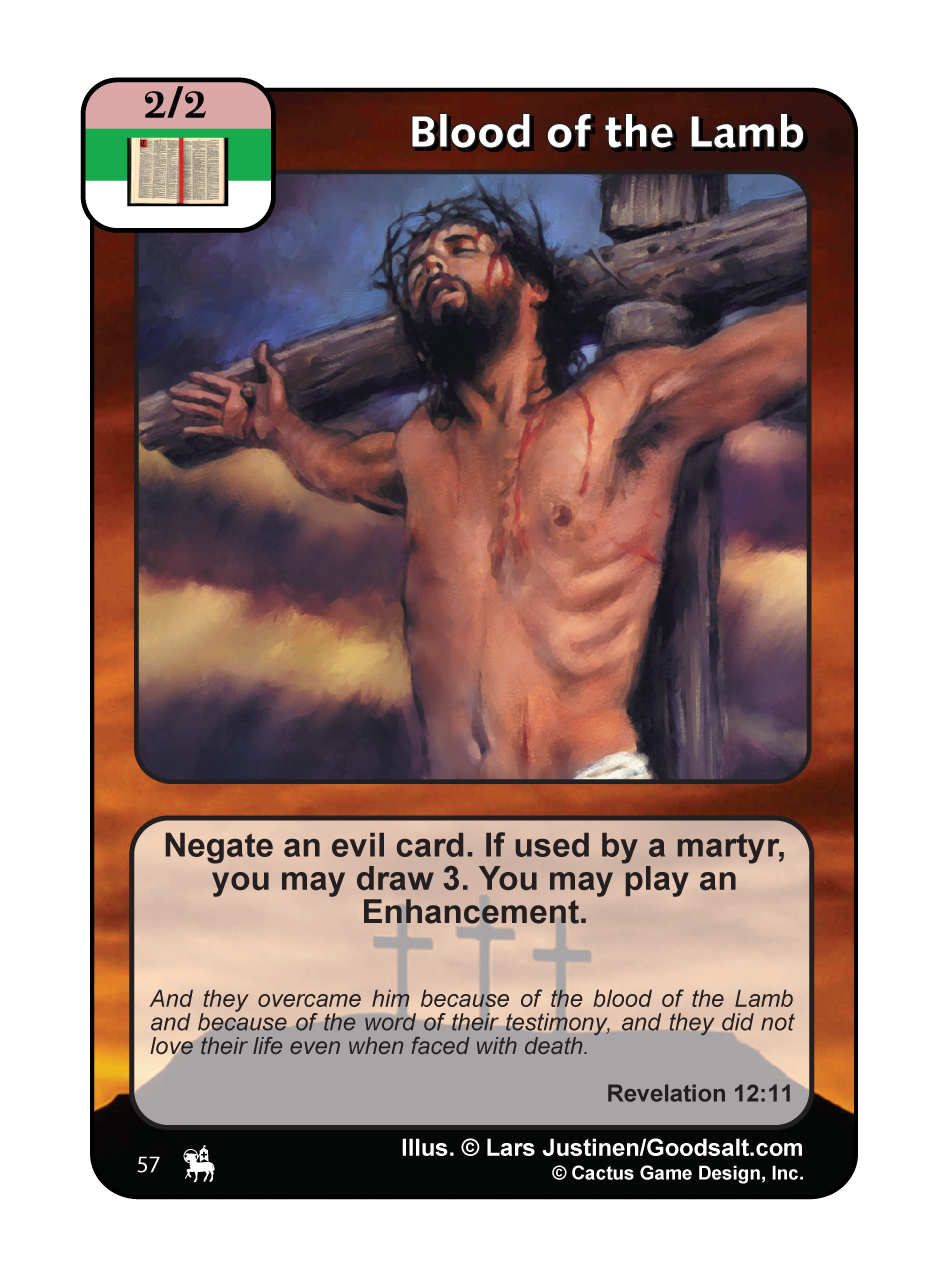 2/2
Blood of the Lamb
Negate an evil card. If used by a martyr,
you may draw 3. You may play an
Enhancement.
And they overcame him because of the blood of the Lamb
and because of the word of their testimony, and they did not
love their life even when faced with death.
Revelation 12:11
57
Illus. © Lars Justinen/Goodsalt.com
© Cactus Game Design, Inc.